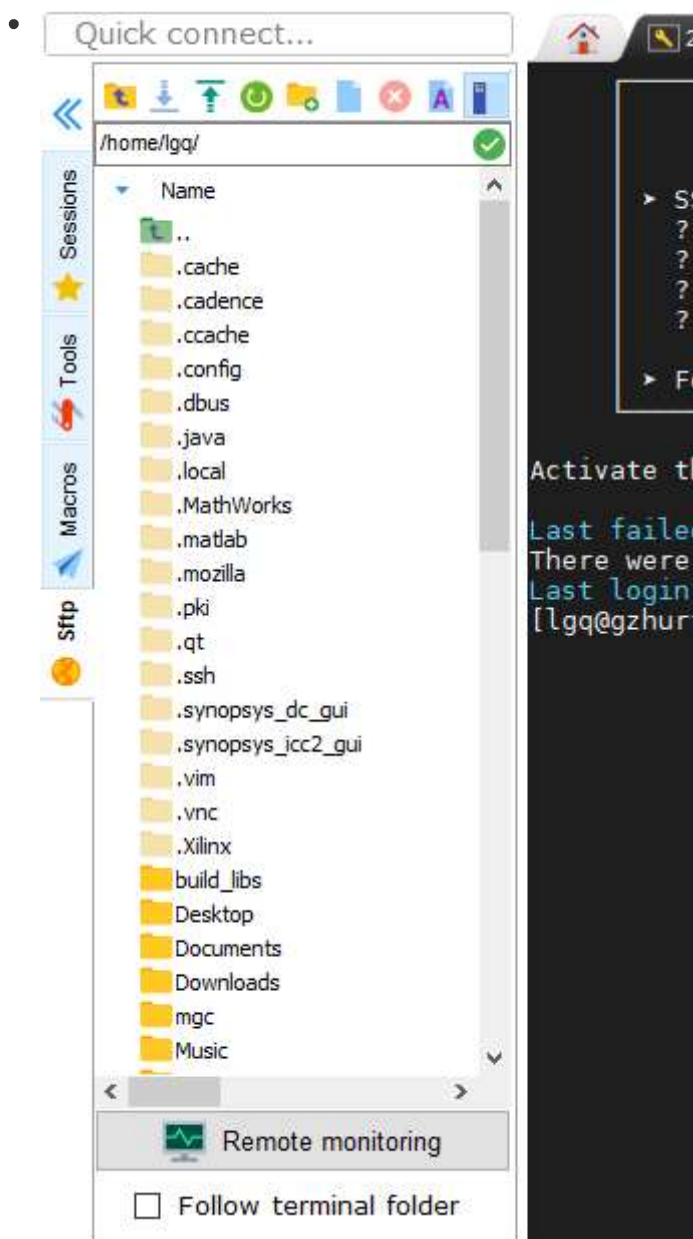 Quick connect...
2
/home/lgq/
Name
..
.cache
.cadence
.ccache
.config
.dbus
.java
.local
.MathWorks
.matlab
.mozilla
.pki
.qt
.ssh
.synopsys_dc_gui
.synopsys_icc2_gui
.vim
.vnc
.Xilinx
build_libs
Desktop
Documents
Downloads
mgc
Music
Remote monitoring
Follow terminal folder
Sessions
Tools
Macros
Sftp
?
?
?
?
Activate
Last failed
There were
Last login
[lgq@gzhur